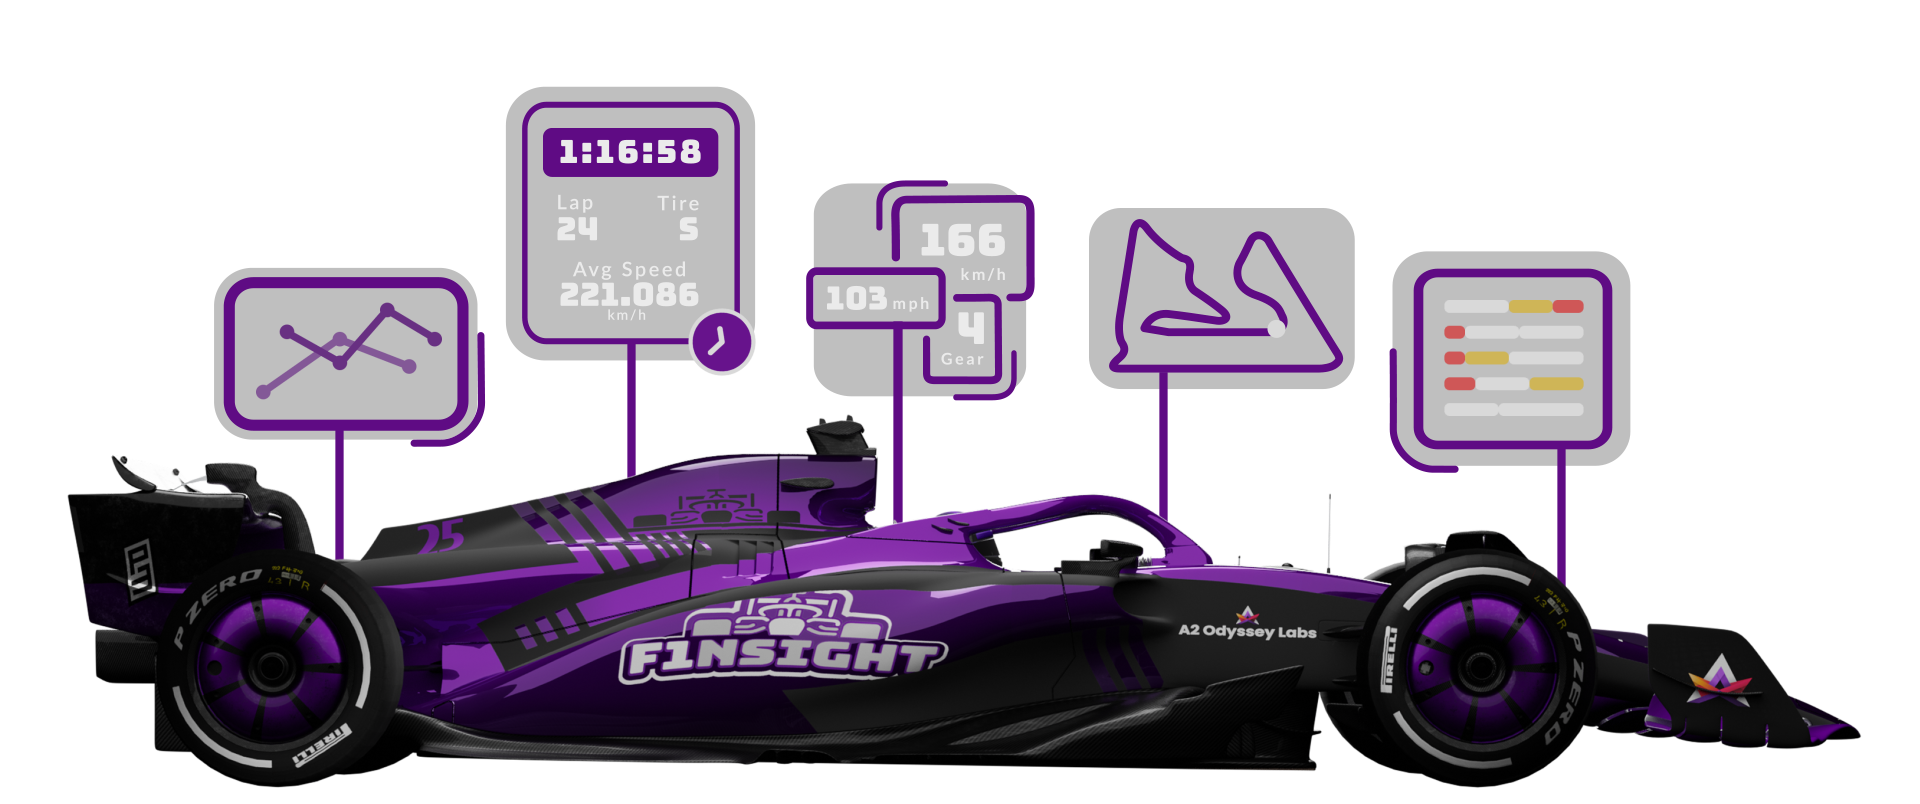 1:16:58
Lap
Tire
24
S
Avg Speed
221.086
km/h
166
km/h
103 mph
4
Gear
25
F1NSIGHT
A2 Odyssey Labs
P ZERO
PIRELLI
PIRELLI
P ZERO